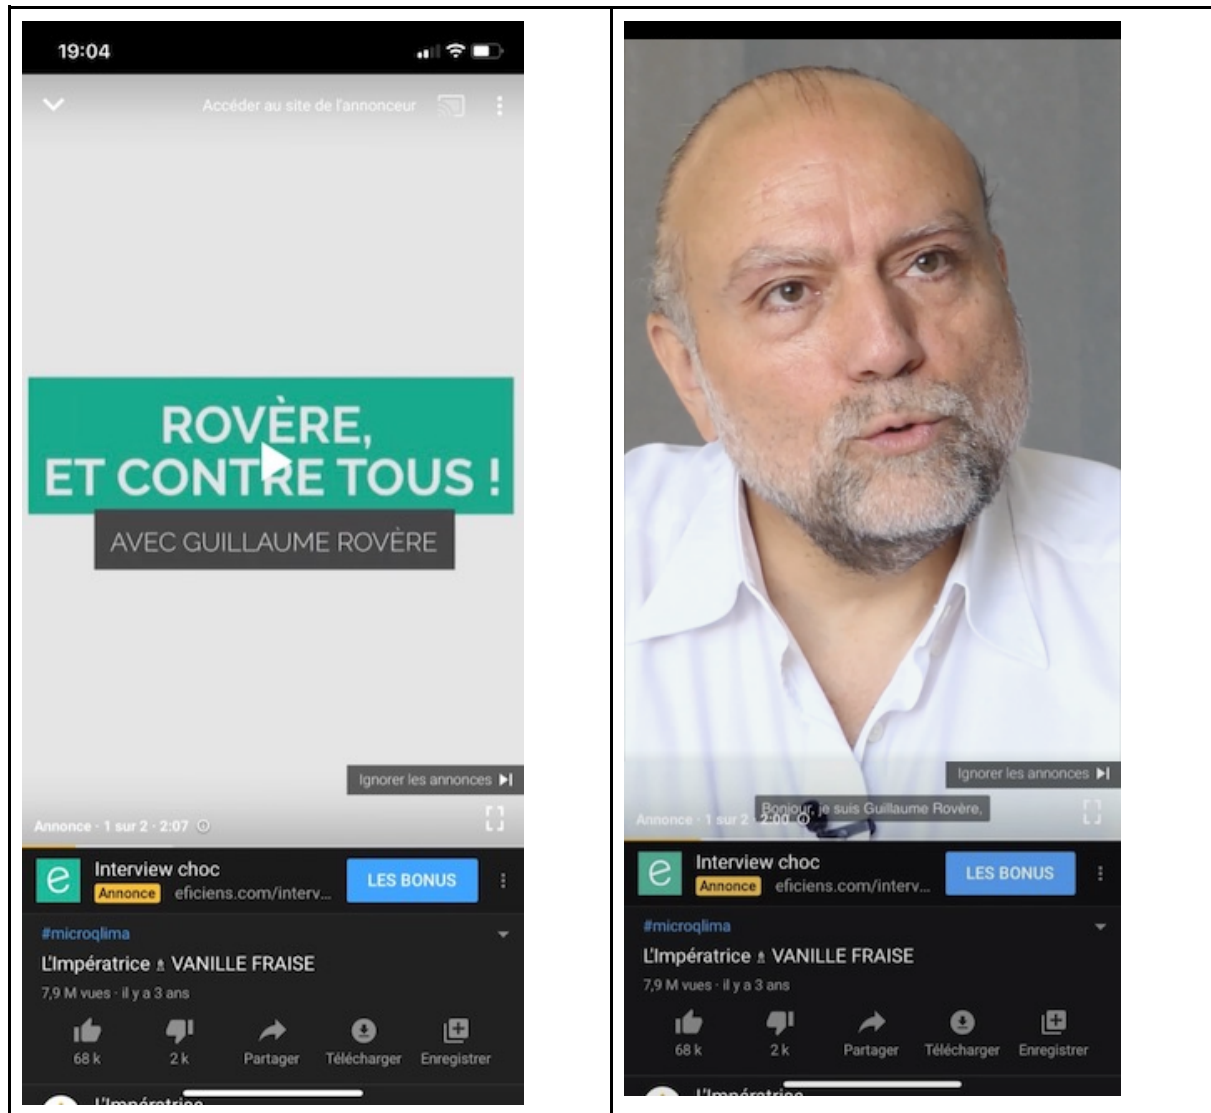 19:04
Accéder au site de l'annonceur
ROVÈRE,
ET CONTRE TOUS !
AVEC GUILLAUME ROVÈRE
Ignorer les annonces
Annonce · 1 sur 2 · 2:07
Interview choc
LES BONUS
Annonce eficiens.com/interv...
#microqlima
L'Impératrice VANILLE FRAISE
7,9 M vues · il y a 3 ans
68 k 2 k Partager Télécharger Enregistrer
L'Impératrice
Ignorer les annonces
Bonjour, je suis Guillaume Rovère,
Annonce · 1 sur 2 · 2:00
Interview choc
LES BONUS
Annonce eficiens.com/interv...
#microqlima
L'Impératrice VANILLE FRAISE
7,9 M vues · il y a 3 ans
68 k 2 k Partager Télécharger Enregistrer
L'Impératrice